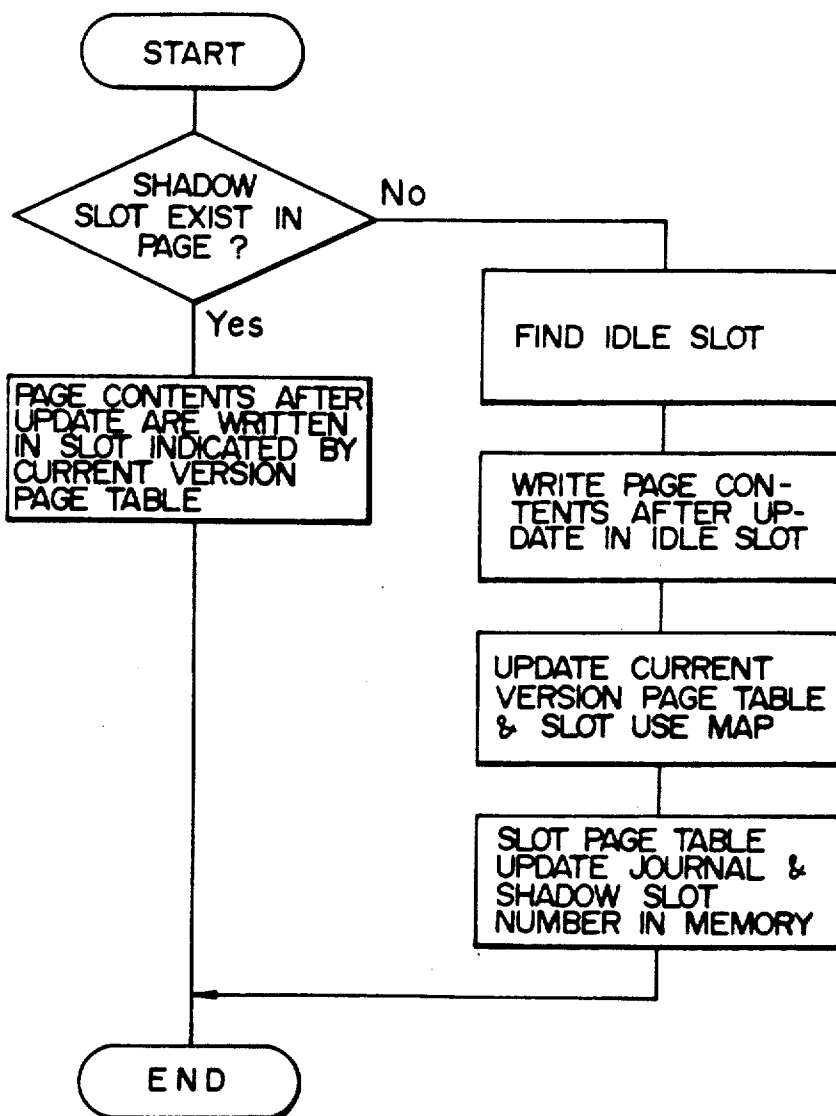 START
SHADOW
SLOT EXIST IN
PAGE ?
No
Yes
PAGE CONTENTS AFTER
UPDATE ARE WRITTEN
IN SLOT INDICATED BY
CURRENT VERSION
PAGE TABLE
FIND IDLE SLOT
WRITE PAGE CON-
TENTS AFTER UP-
DATE IN IDLE SLOT
UPDATE CURRENT
VERSION PAGE TABLE
& SLOT USE MAP
SLOT PAGE TABLE
UPDATE JOURNAL &
SHADOW SLOT
NUMBER IN MEMORY
END